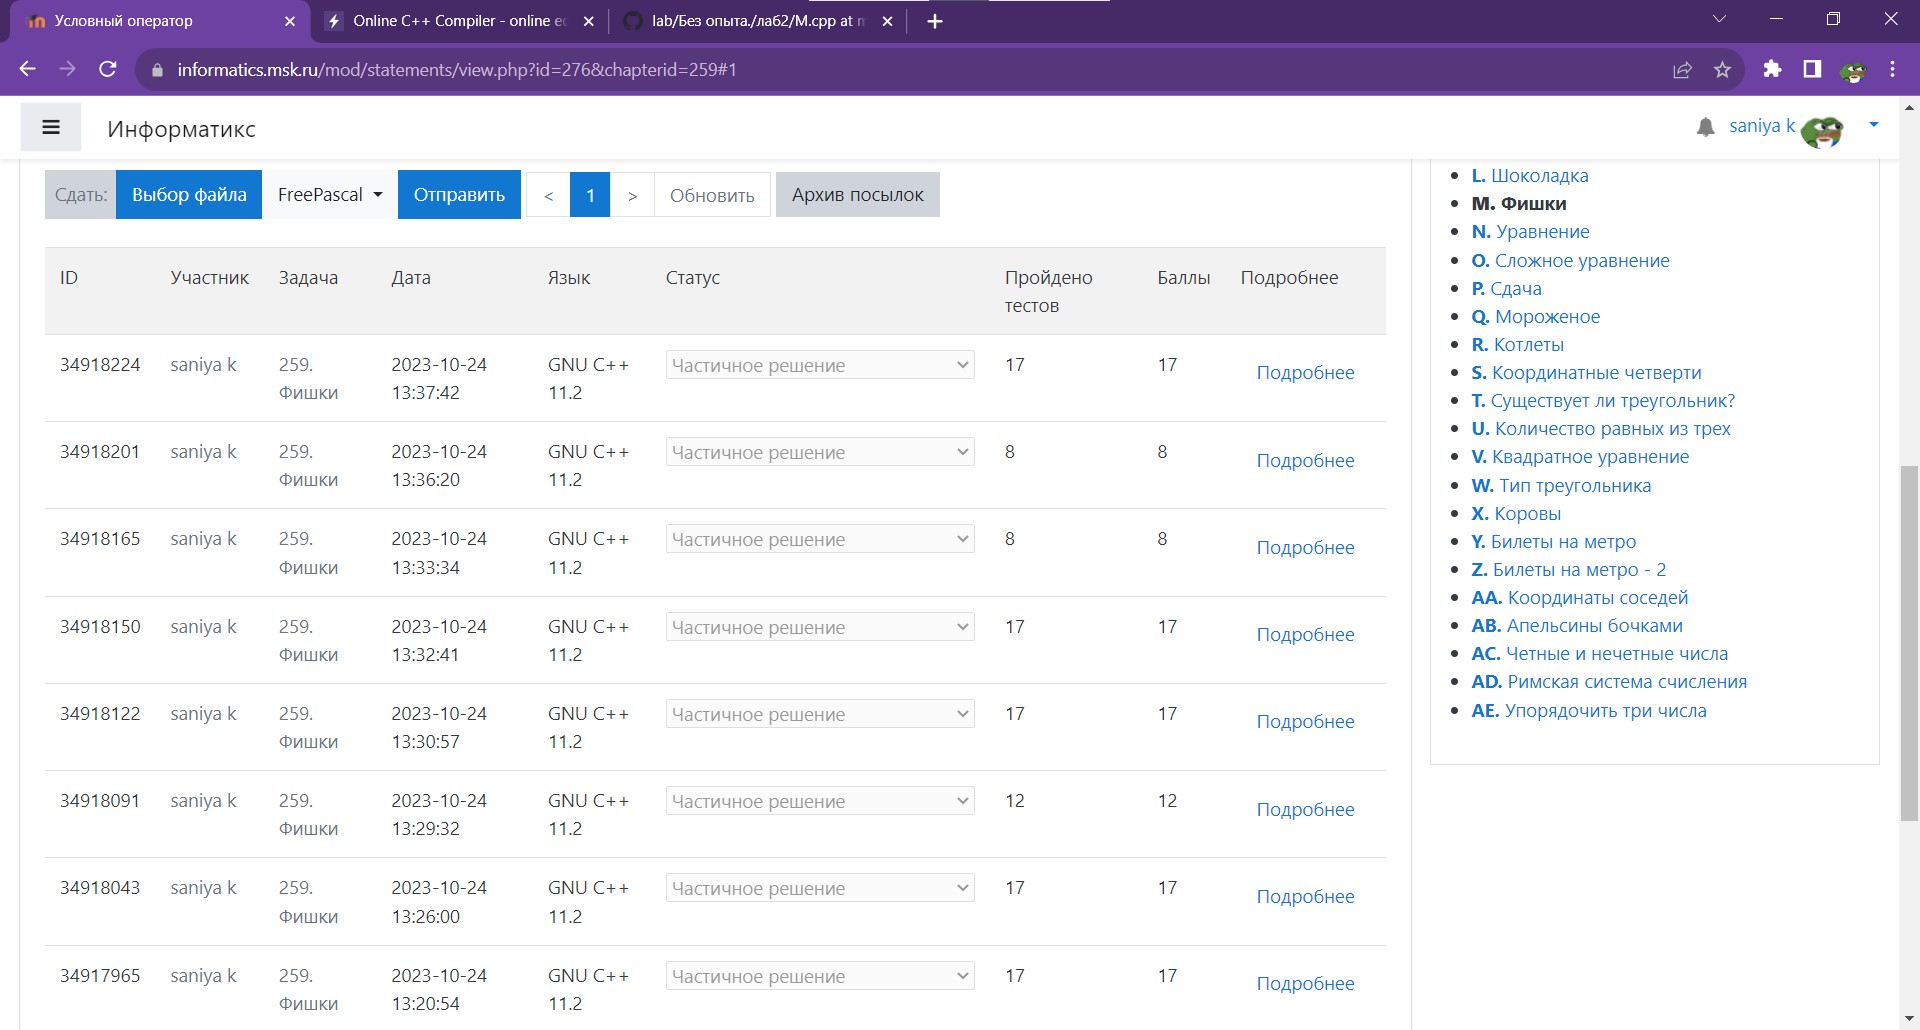 Условный оператор
Online C++ Compiler - online ed
lab/Без опыта./лаб2/M.cpp at m
informatics.msk.ru/mod/statements/view.php?id=276&chapterid=259#1
Информатикс
saniya k
Сдать: Выбор файла FreePascal Отправить < 1 > Обновить Архив посылок
ID Участник Задача Дата Язык Статус Пройдено тестов Баллы Подробнее
34918224 saniya k 259. Фишки 2023-10-24 13:37:42 GNU C++ 11.2 Частичное решение 17 17 Подробнее
34918201 saniya k 259. Фишки 2023-10-24 13:36:20 GNU C++ 11.2 Частичное решение 8 8 Подробнее
34918165 saniya k 259. Фишки 2023-10-24 13:33:34 GNU C++ 11.2 Частичное решение 8 8 Подробнее
34918150 saniya k 259. Фишки 2023-10-24 13:32:41 GNU C++ 11.2 Частичное решение 17 17 Подробнее
34918122 saniya k 259. Фишки 2023-10-24 13:30:57 GNU C++ 11.2 Частичное решение 17 17 Подробнее
34918091 saniya k 259. Фишки 2023-10-24 13:29:32 GNU C++ 11.2 Частичное решение 12 12 Подробнее
34918043 saniya k 259. Фишки 2023-10-24 13:26:00 GNU C++ 11.2 Частичное решение 17 17 Подробнее
34917965 saniya k 259. Фишки 2023-10-24 13:20:54 GNU C++ 11.2 Частичное решение 17 17 Подробнее
L. Шоколадка
M. Фишки
N. Уравнение
O. Сложное уравнение
P. Сдача
Q. Мороженое
R. Котлеты
S. Координатные четверти
T. Существует ли треугольник?
U. Количество равных из трех
V. Квадратное уравнение
W. Тип треугольника
X. Коровы
Y. Билеты на метро
Z. Билеты на метро - 2
AA. Координаты соседей
AB. Апельсины бочками
AC. Четные и нечетные числа
AD. Римская система счисления
AE. Упорядочить три числа